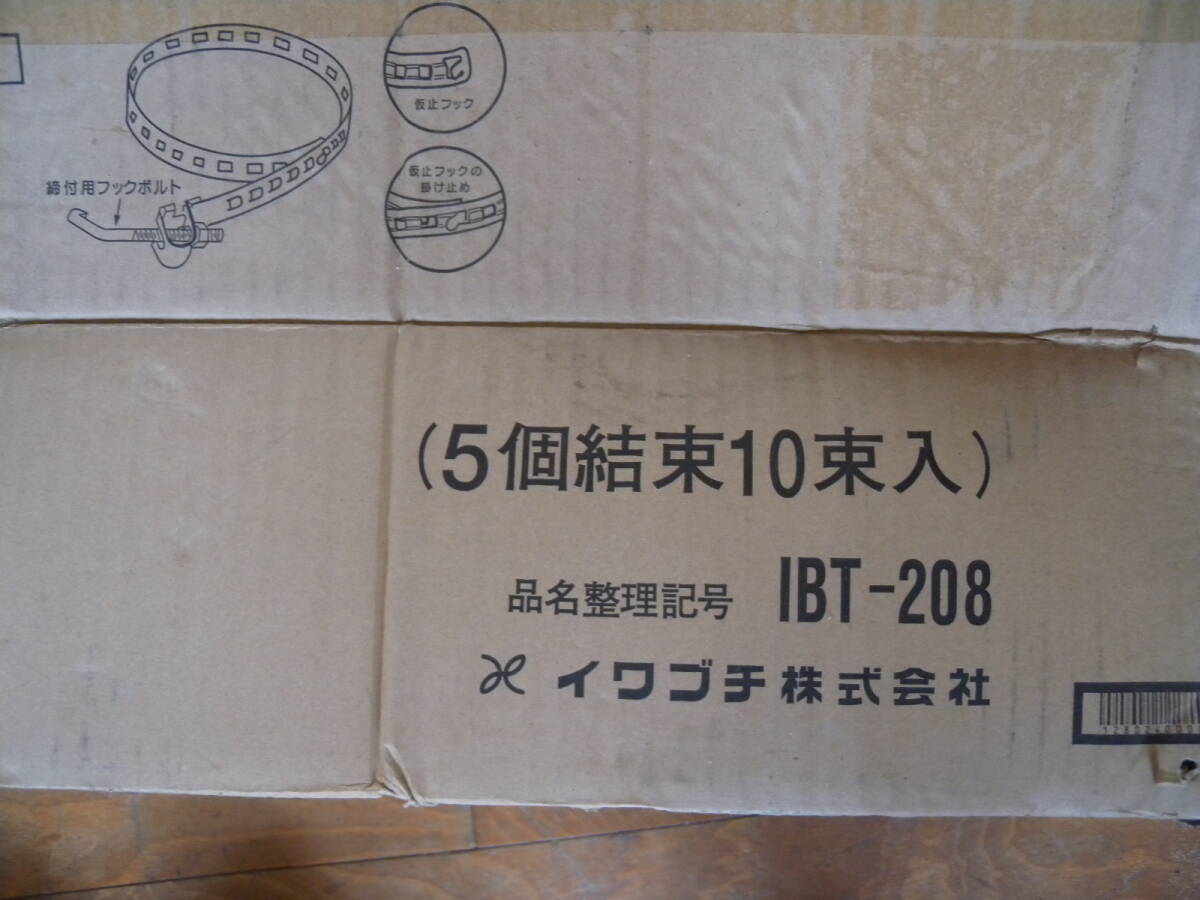 仮止フック
仮止フックの
掛け止め
締付用フックボルト
(5個結束10束入)
品名整理記号 IBT-208
イワブチ株式会社